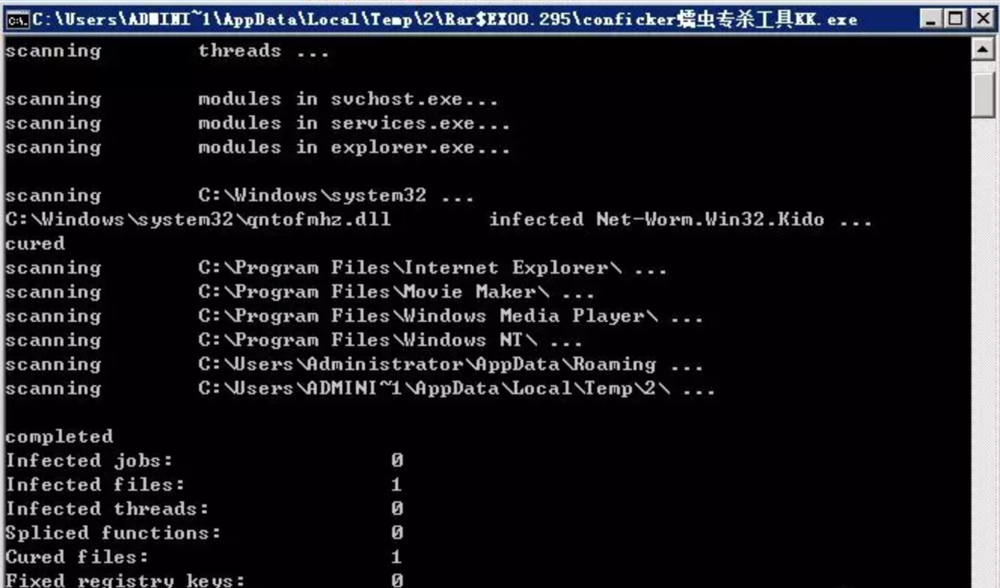 C:\Users\ADMINI~1\AppData\Local\Temp\2\Rar$EX00.295\conficker蠕虫专杀工具KK.exe
scanning threads ...
scanning modules in svchost.exe...
scanning modules in services.exe...
scanning modules in explorer.exe...
scanning C:\Windows\system32 ...
C:\Windows\system32\qntofmhz.dll infected Net-Worm.Win32.Kido ...
cured
scanning C:\Program Files\Internet Explorer\ ...
scanning C:\Program Files\Movie Maker\ ...
scanning C:\Program Files\Windows Media Player\ ...
scanning C:\Program Files\Windows NT\ ...
scanning C:\Users\Administrator\AppData\Roaming ...
scanning C:\Users\ADMINI~1\AppData\Local\Temp\2\ ...
completed
Infected jobs: 0
Infected files: 1
Infected threads: 0
Spliced functions: 0
Cured files: 1
Fixed registry keys: 0